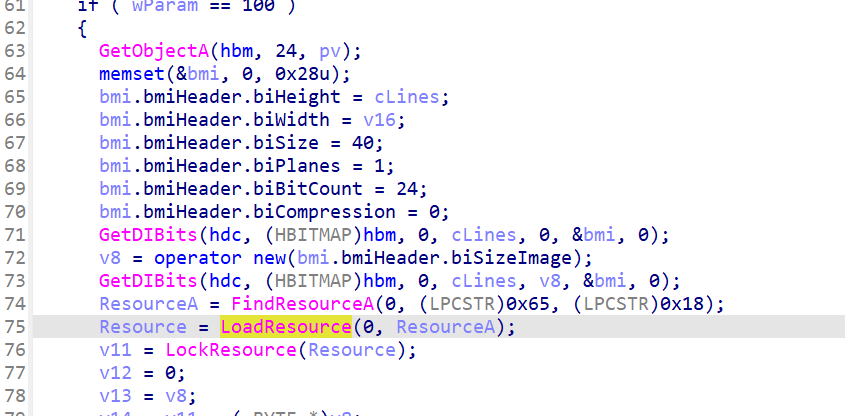 61 if ( wParam == 100 )
62 {
63 GetObjectA(hbm, 24, pv);
64 memset(&bmi, 0, 0x28u);
65 bmi.bmiHeader.biHeight = cLines;
66 bmi.bmiHeader.biWidth = v16;
67 bmi.bmiHeader.biSize = 40;
68 bmi.bmiHeader.biPlanes = 1;
69 bmi.bmiHeader.biBitCount = 24;
70 bmi.bmiHeader.biCompression = 0;
71 GetDIBits(hdc, (HBITMAP)hbm, 0, cLines, 0, &bmi, 0);
72 v8 = operator new(bmi.bmiHeader.biSizeImage);
73 GetDIBits(hdc, (HBITMAP)hbm, 0, cLines, v8, &bmi, 0);
74 ResourceA = FindResourceA(0, (LPCSTR)0x65, (LPCSTR)0x18);
75 Resource = LoadResource(0, ResourceA);
76 v11 = LockResource(Resource);
77 v12 = 0;
78 v13 = v8;